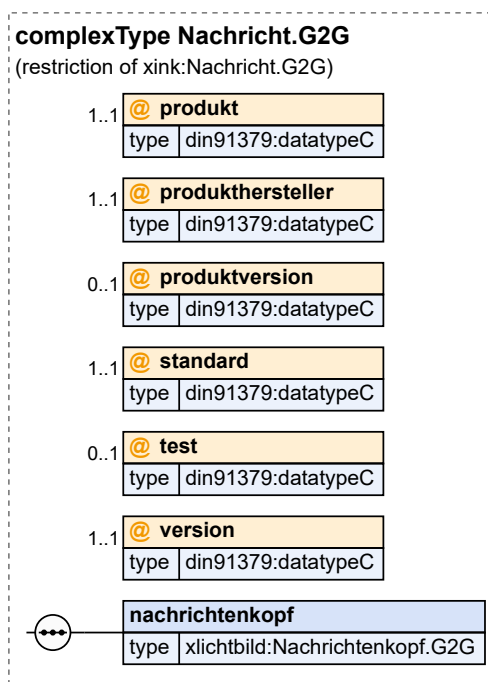 complexType Nachricht.G2G
(restriction of xink:Nachricht.G2G)
1..1 @ produkt
type din91379:datatypeC
1..1 @ produkthersteller
type din91379:datatypeC
0..1 @ produktversion
type din91379:datatypeC
1..1 @ standard
type din91379:datatypeC
0..1 @ test
type din91379:datatypeC
1..1 @ version
type din91379:datatypeC
nachrichtenkopf
type xlichtbild:Nachrichtenkopf.G2G